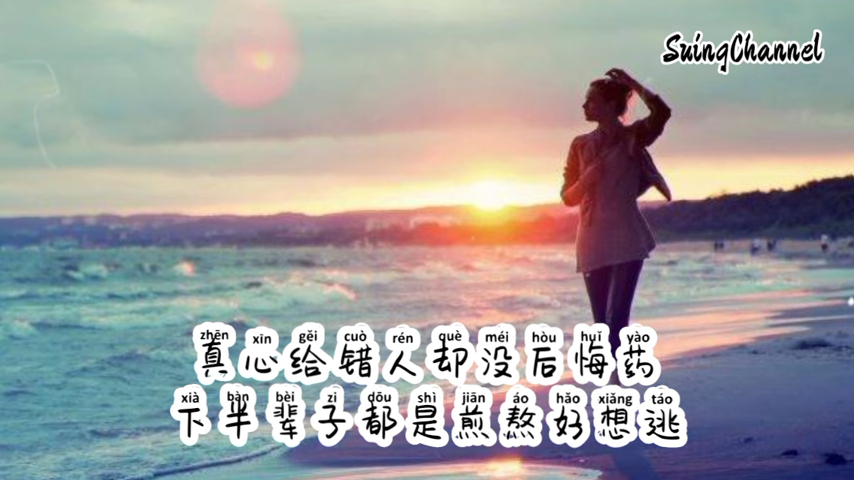 SuingChannel
zhēn xīn gěi cuò rén què méi hòu huǐ yào
真心给错人却没后悔药
xià bàn bèi zi dōu shì jiān áo hǎo xiǎng táo
下半辈子都是煎熬好想逃